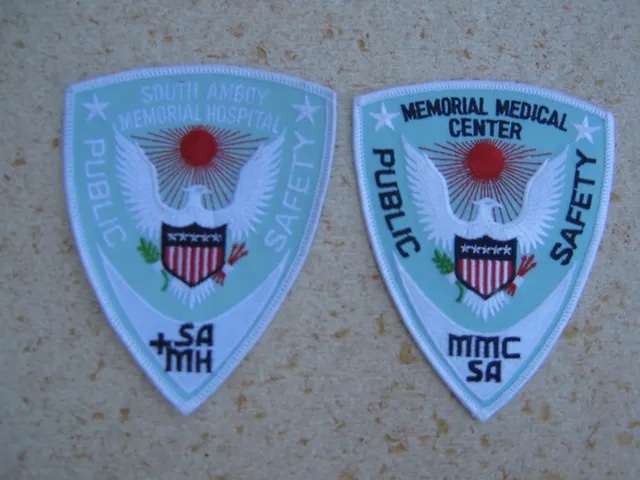 SOUTH AMBOY
MEMORIAL HOSPITAL
PUBLIC
SAFETY
+SA
MH
MEMORIAL MEDICAL
CENTER
PUBLIC
SAFETY
MMC
SA